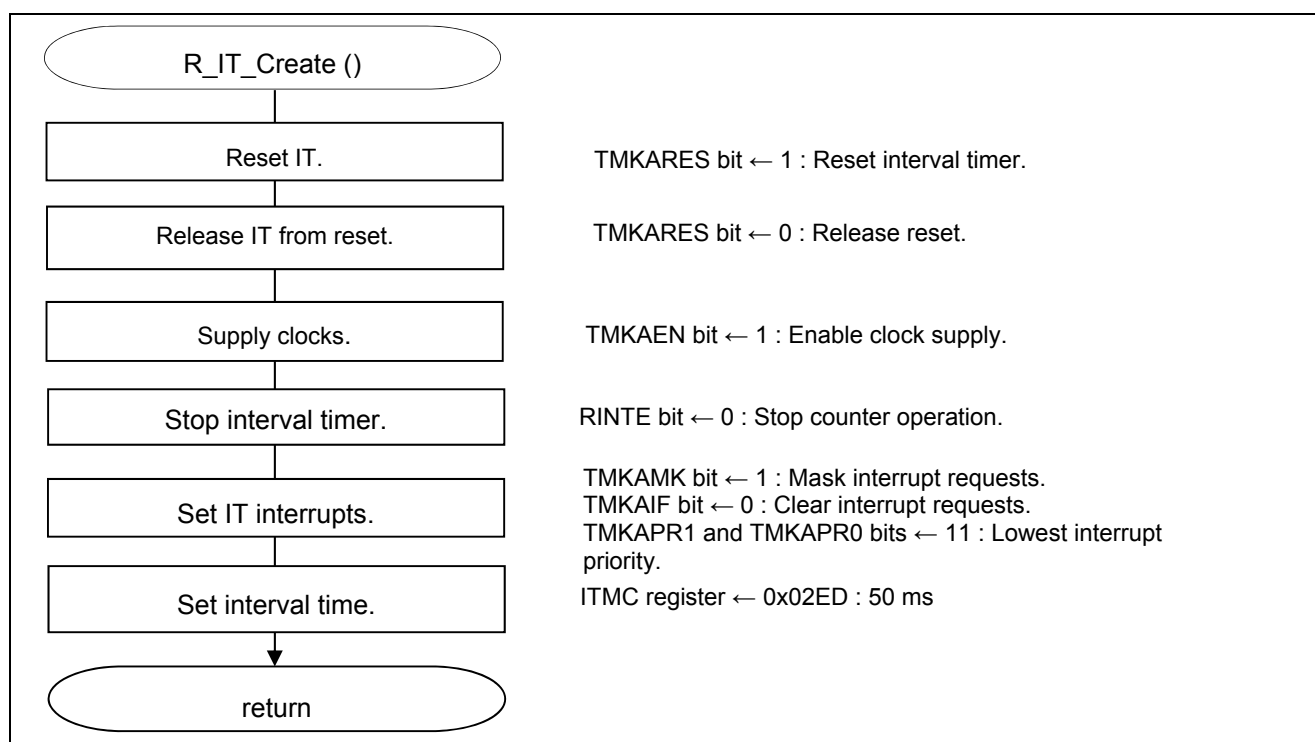 R_IT_Create ()
Reset IT.
TMKARES bit ← 1 : Reset interval timer.
Release IT from reset.
TMKARES bit ← 0 : Release reset.
Supply clocks.
TMKAEN bit ← 1 : Enable clock supply.
Stop interval timer.
RINTE bit ← 0 : Stop counter operation.
Set IT interrupts.
TMKAMK bit ← 1 : Mask interrupt requests.
TMKAIF bit ← 0 : Clear interrupt requests.
TMKAPR1 and TMKAPR0 bits ← 11 : Lowest interrupt
priority.
Set interval time.
ITMC register ← 0x02ED : 50 ms
return